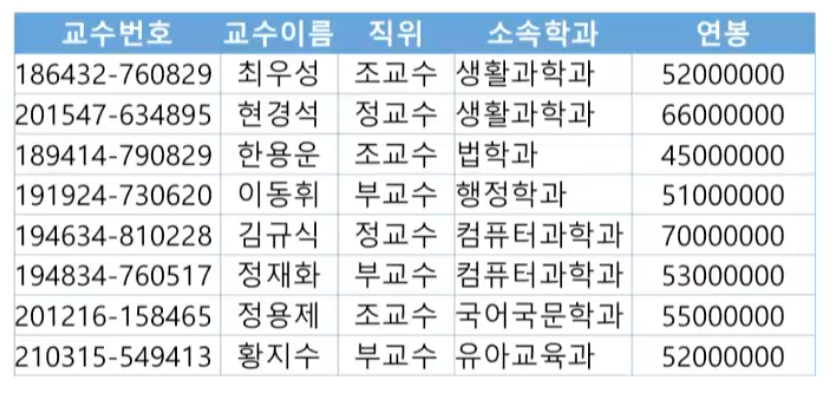 교수번호 교수이름 직위 소속학과 연봉
186432-760829 최우성 조교수 생활과학과 52000000
201547-634895 현경석 정교수 생활과학과 66000000
189414-790829 한용운 조교수 법학과 45000000
191924-730620 이동휘 부교수 행정학과 51000000
194634-810228 김규식 정교수 컴퓨터과학과 70000000
194834-760517 정재화 부교수 컴퓨터과학과 53000000
201216-158465 정용제 조교수 국어국문학과 55000000
210315-549413 황지수 부교수 유아교육과 52000000